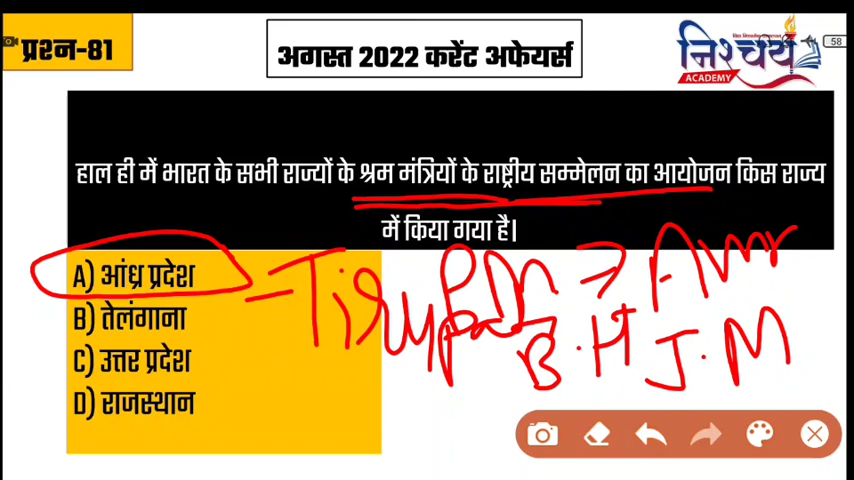 प्रश्न-81
अगस्त 2022 करेंट अफेयर्स
निश्चय
ACADEMY
58
हाल ही में भारत के सभी राज्यों के श्रम मंत्रियों के राष्ट्रीय सम्मेलन का आयोजन किस राज्य
में किया गया है।
A) आंध्र प्रदेश
B) तेलंगाना
C) उत्तर प्रदेश
D) राजस्थान
= Tirupati
PM →
B.H
J.M